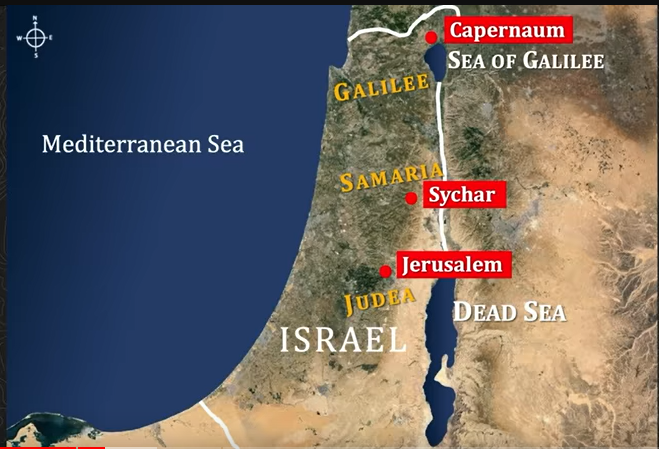 N
W E
S
Capernaum
SEA OF GALILEE
GALILEE
Mediterranean Sea
SAMARIA
Sychar
Jerusalem
JUDEA
DEAD SEA
ISRAEL